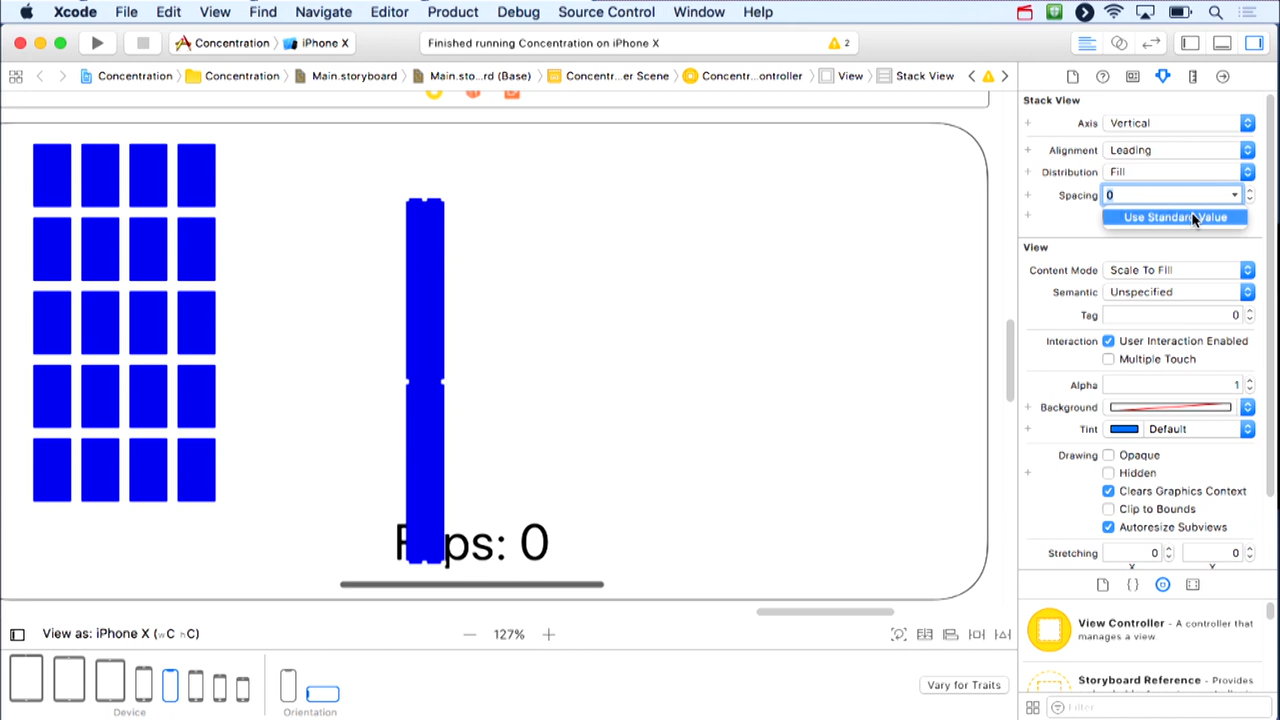 Xcode File Edit View Find Navigate Editor Product Debug Source Control Window Help
Concentration iPhone X Finished running Concentration on iPhone X 2
Concentration Concentration Main.storyboard Main.sto...rd (Base) Concentr...er Scene Concentr...ontroller View Stack View
Stack View
Axis Vertical
Alignment Leading
Distribution Fill
Spacing 0
Use Standard Value
View
Content Mode Scale To Fill
Semantic Unspecified
Tag 0
Interaction User Interaction Enabled
Multiple Touch
Alpha 1
Background
Tint Default
Drawing Opaque
Hidden
Clears Graphics Context
Clip to Bounds
Autoresize Subviews
Stretching 0 0
X Y
ps: 0
View as: iPhone X (wC hC) 127%
View Controller - A controller that
manages a view.
Storyboard Reference - Provides
Device Orientation
Vary for Traits
Filter